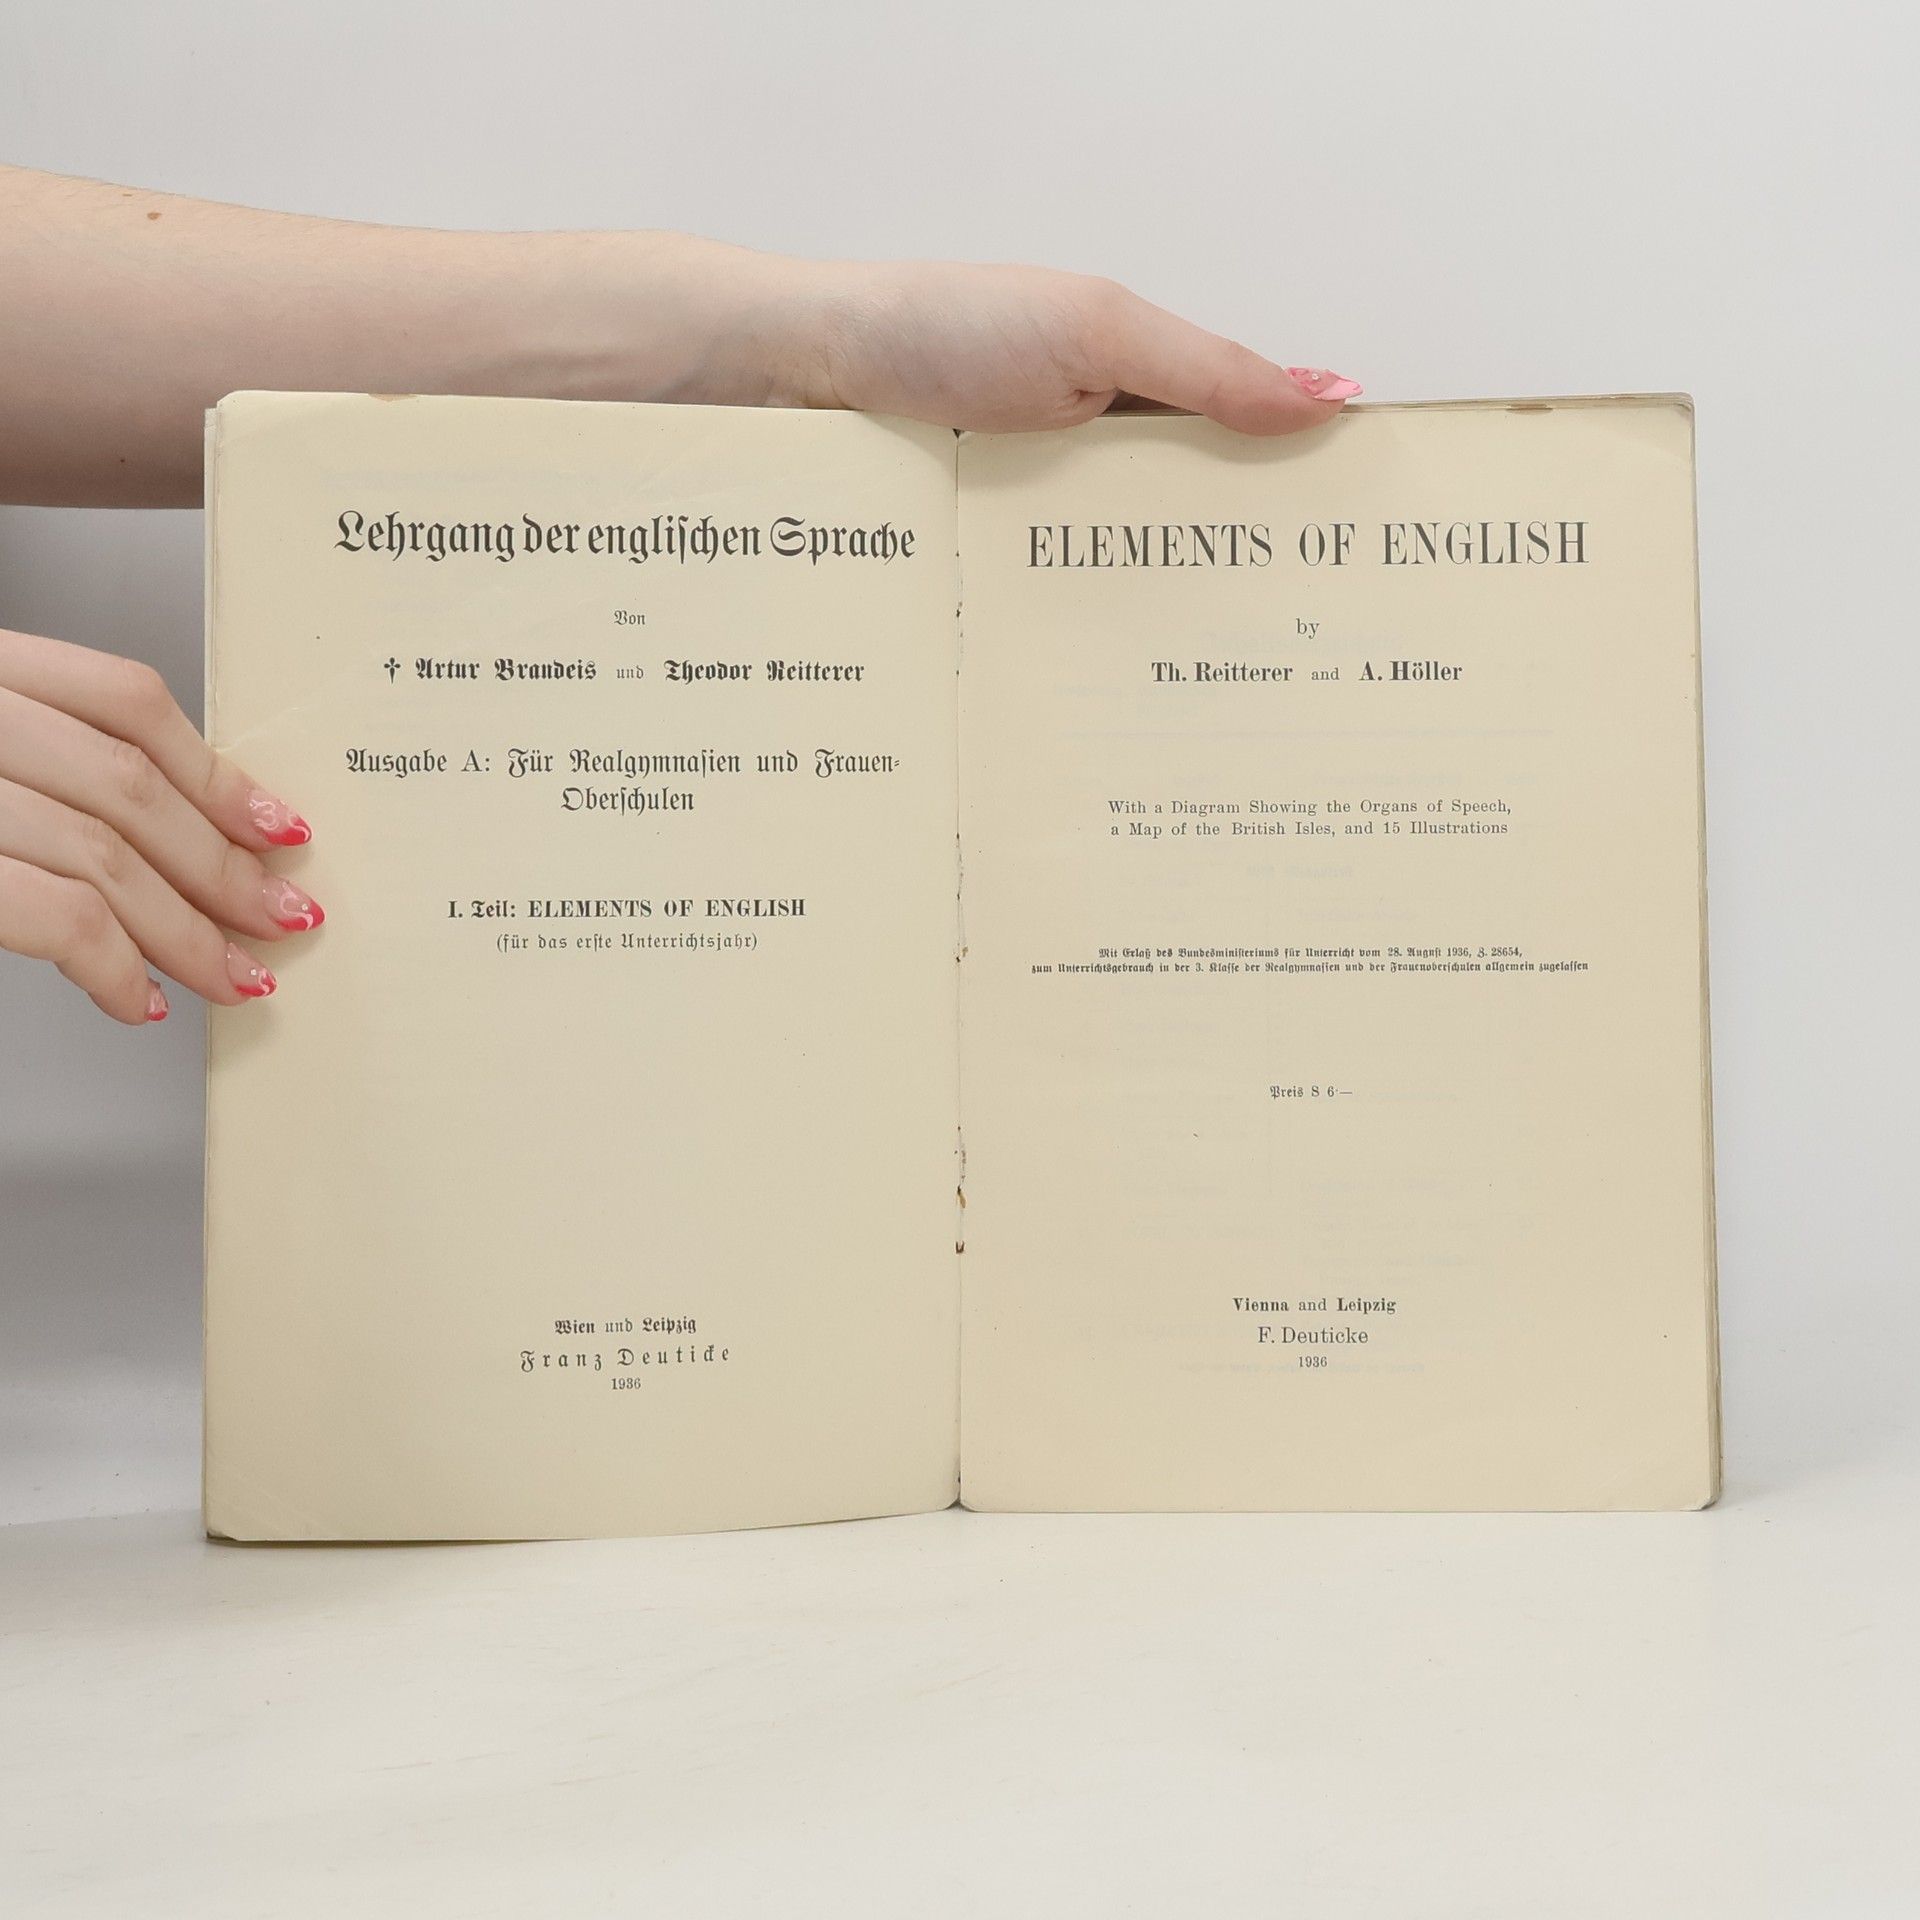 Lehrgang der englischen Sprache
Von
† Artur Brandeis und Theodor Reitterer
Ausgabe A: Für Realgymnasien und Frauen-
Oberschulen
I. Teil: ELEMENTS OF ENGLISH
(für das erste Unterrichtsjahr)
Wien und Leipzig
Franz Deuticke
1936
ELEMENTS OF ENGLISH
by
Th. Reitterer and A. Höller
With a Diagram Showing the Organs of Speech,
a Map of the British Isles, and 15 Illustrations
Mit Erlaß des Bundesministeriums für Unterricht vom 28. August 1936, Z. 28654,
zum Unterrichtsgebrauch in der 3. Klasse der Realgymnasien und der Frauenoberschulen allgemein zugelassen
Preis S 6·—
Vienna and Leipzig
F. Deuticke
1936